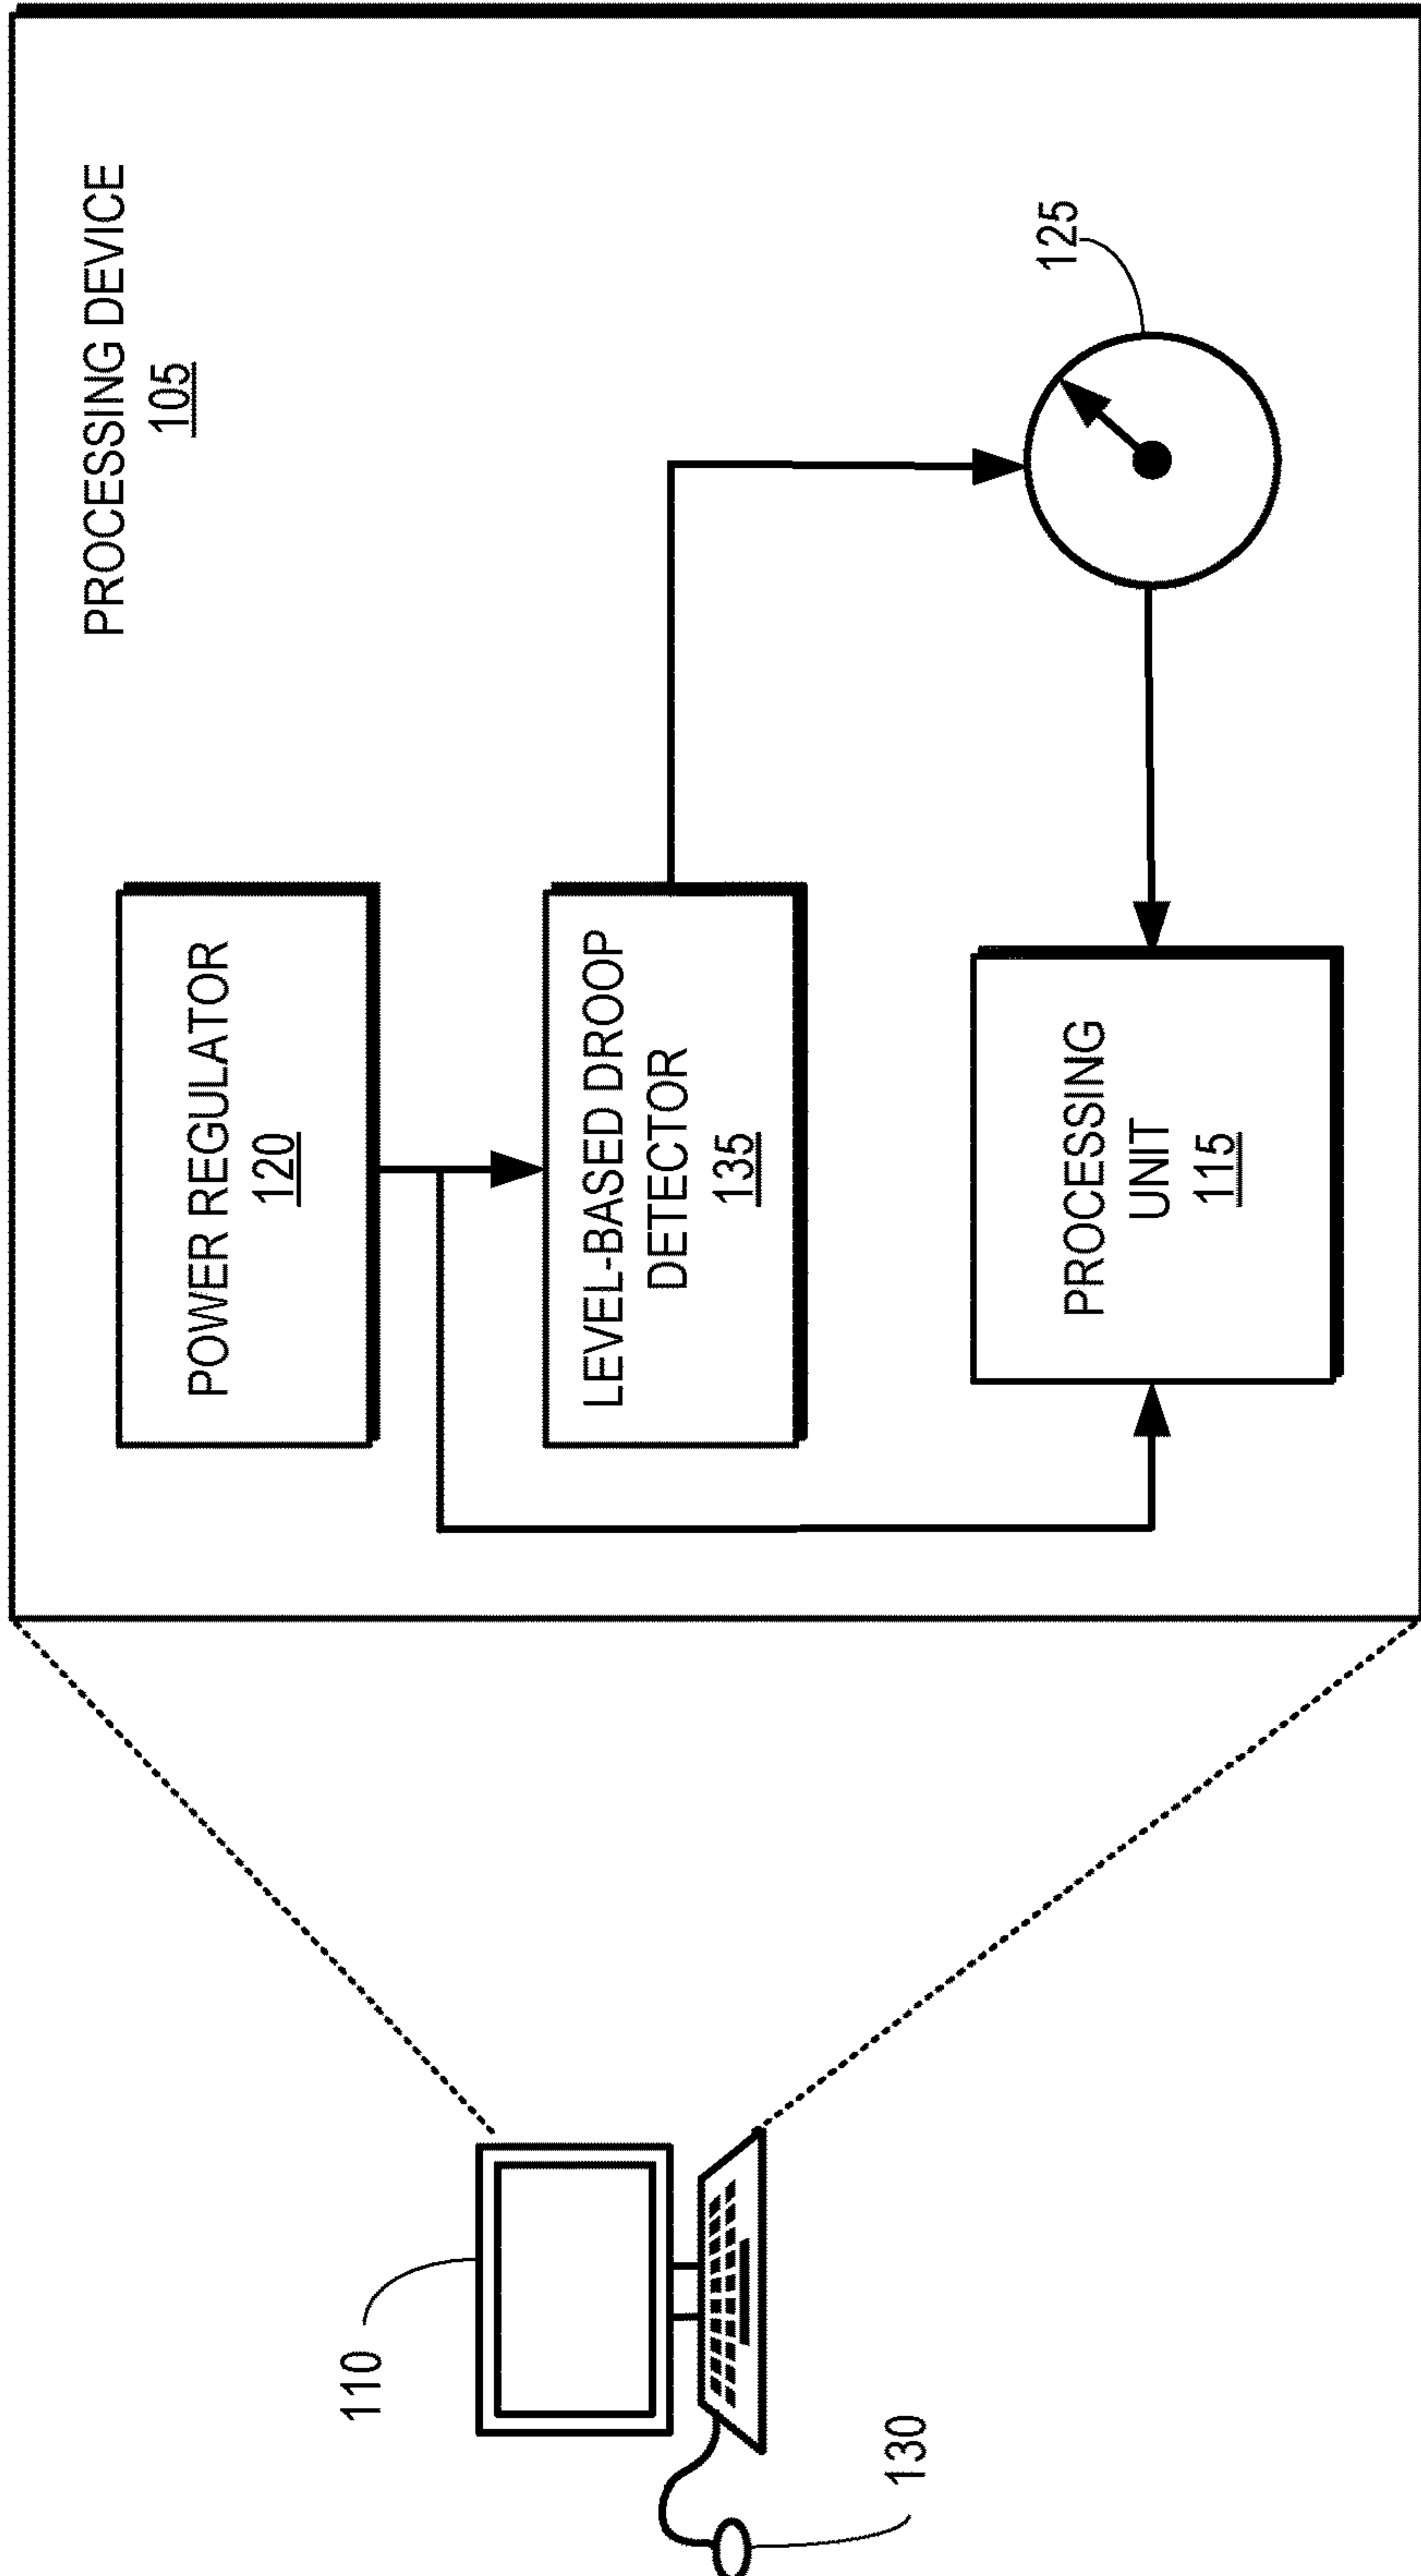 PROCESSING DEVICE
105
POWER REGULATOR
120
LEVEL-BASED DROOP
DETECTOR
135
125
PROCESSING
UNIT
115
110
130